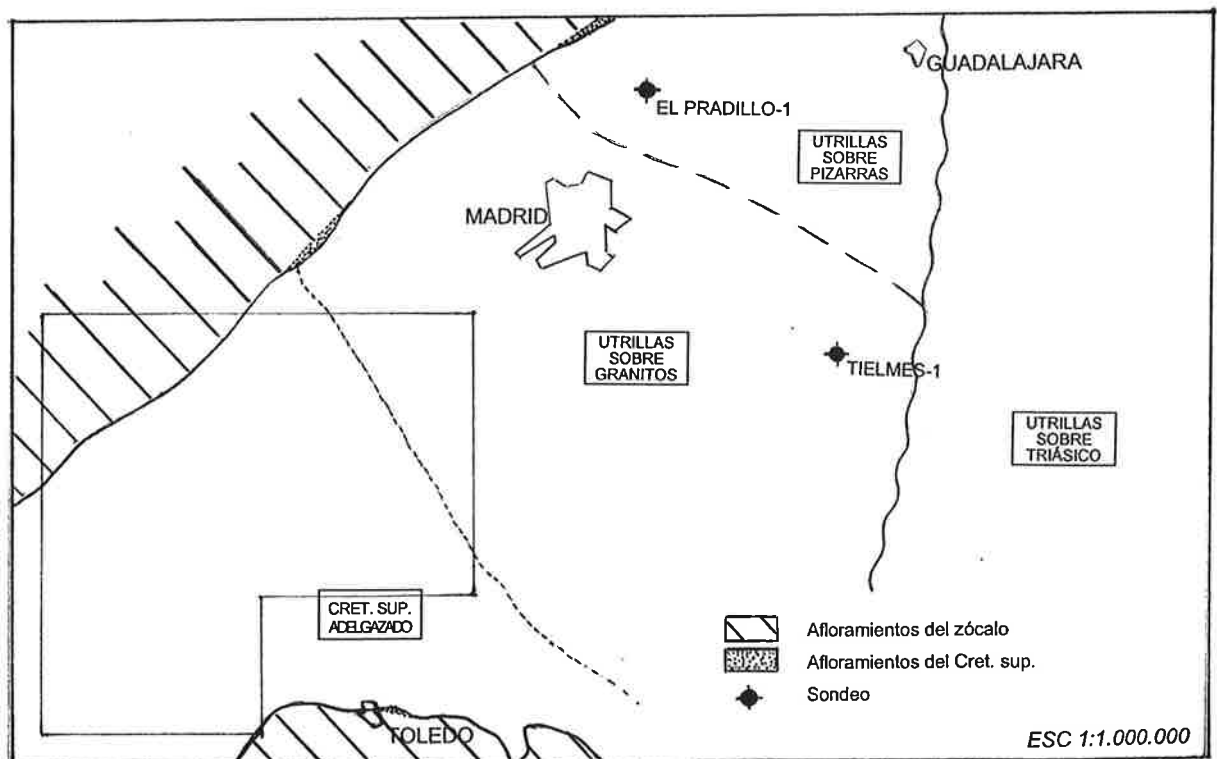 GUADALAJARA
EL PRADILLO-1
UTRILLAS
SOBRE
PIZARRAS
MADRID
UTRILLAS
SOBRE
GRANITOS
TIELMES-1
UTRILLAS
SOBRE
TRIÁSICO
CRET. SUP.
ADELGAZADO
Afloramientos del zócalo
Afloramientos del Cret. sup.
Sondeo
TOLEDO
ESC 1:1.000.000